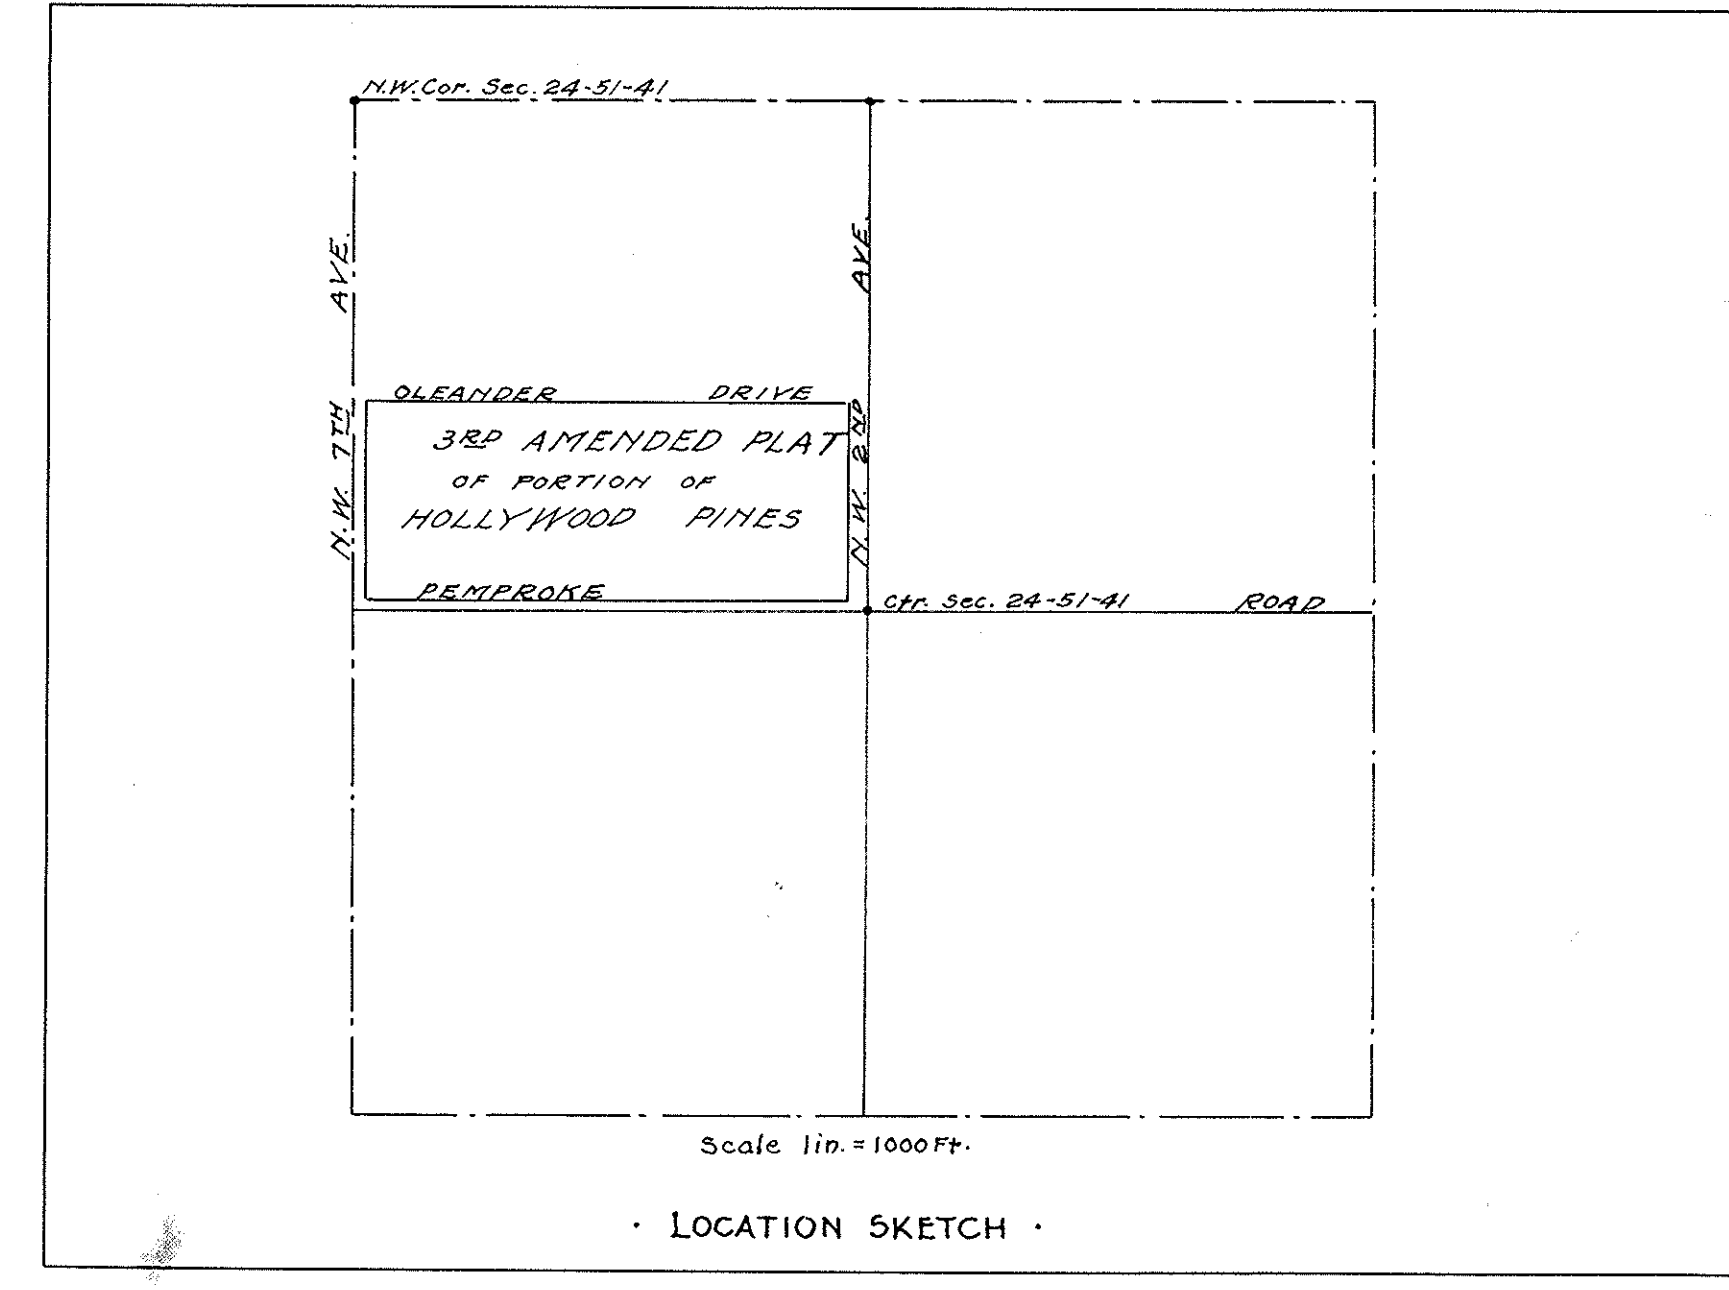 N.W. Cor. Sec. 24-51-41
N.W. 7TH AVE.
N.W. 2ND AVE.
OLEANDER DRIVE
3RD AMENDED PLAT
OF PORTION OF
HOLLYWOOD PINES
PEMPROKE ROAD
Ctr. Sec. 24-51-41
Scale 1in. = 1000 Ft.
· LOCATION SKETCH ·